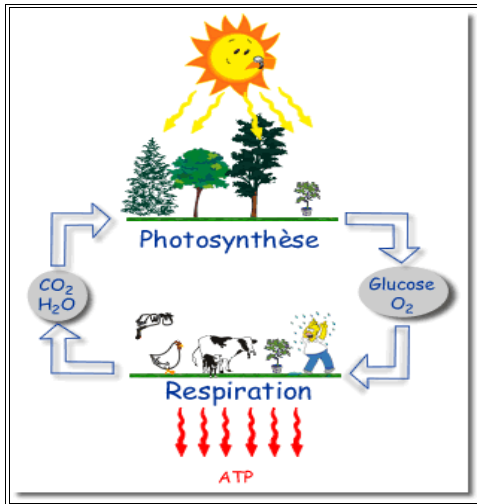 Photosynthèse
CO₂
H₂O
Glucose
O₂
Respiration
ATP